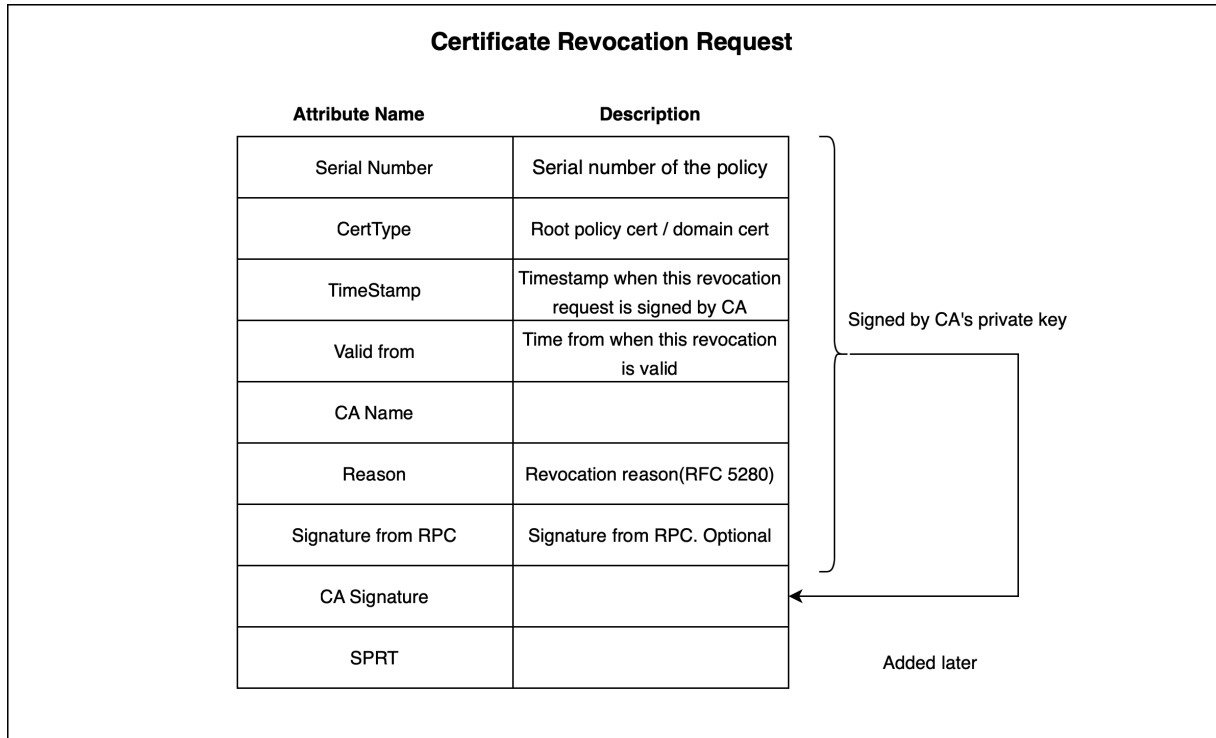 Certificate Revocation Request
Attribute Name Description
Serial Number Serial number of the policy
CertType Root policy cert / domain cert
TimeStamp Timestamp when this revocation
request is signed by CA
Signed by CA's private key
Valid from Time from when this revocation
is valid
CA Name
Reason Revocation reason(RFC 5280)
Signature from RPC Signature from RPC. Optional
CA Signature
SPRT Added later